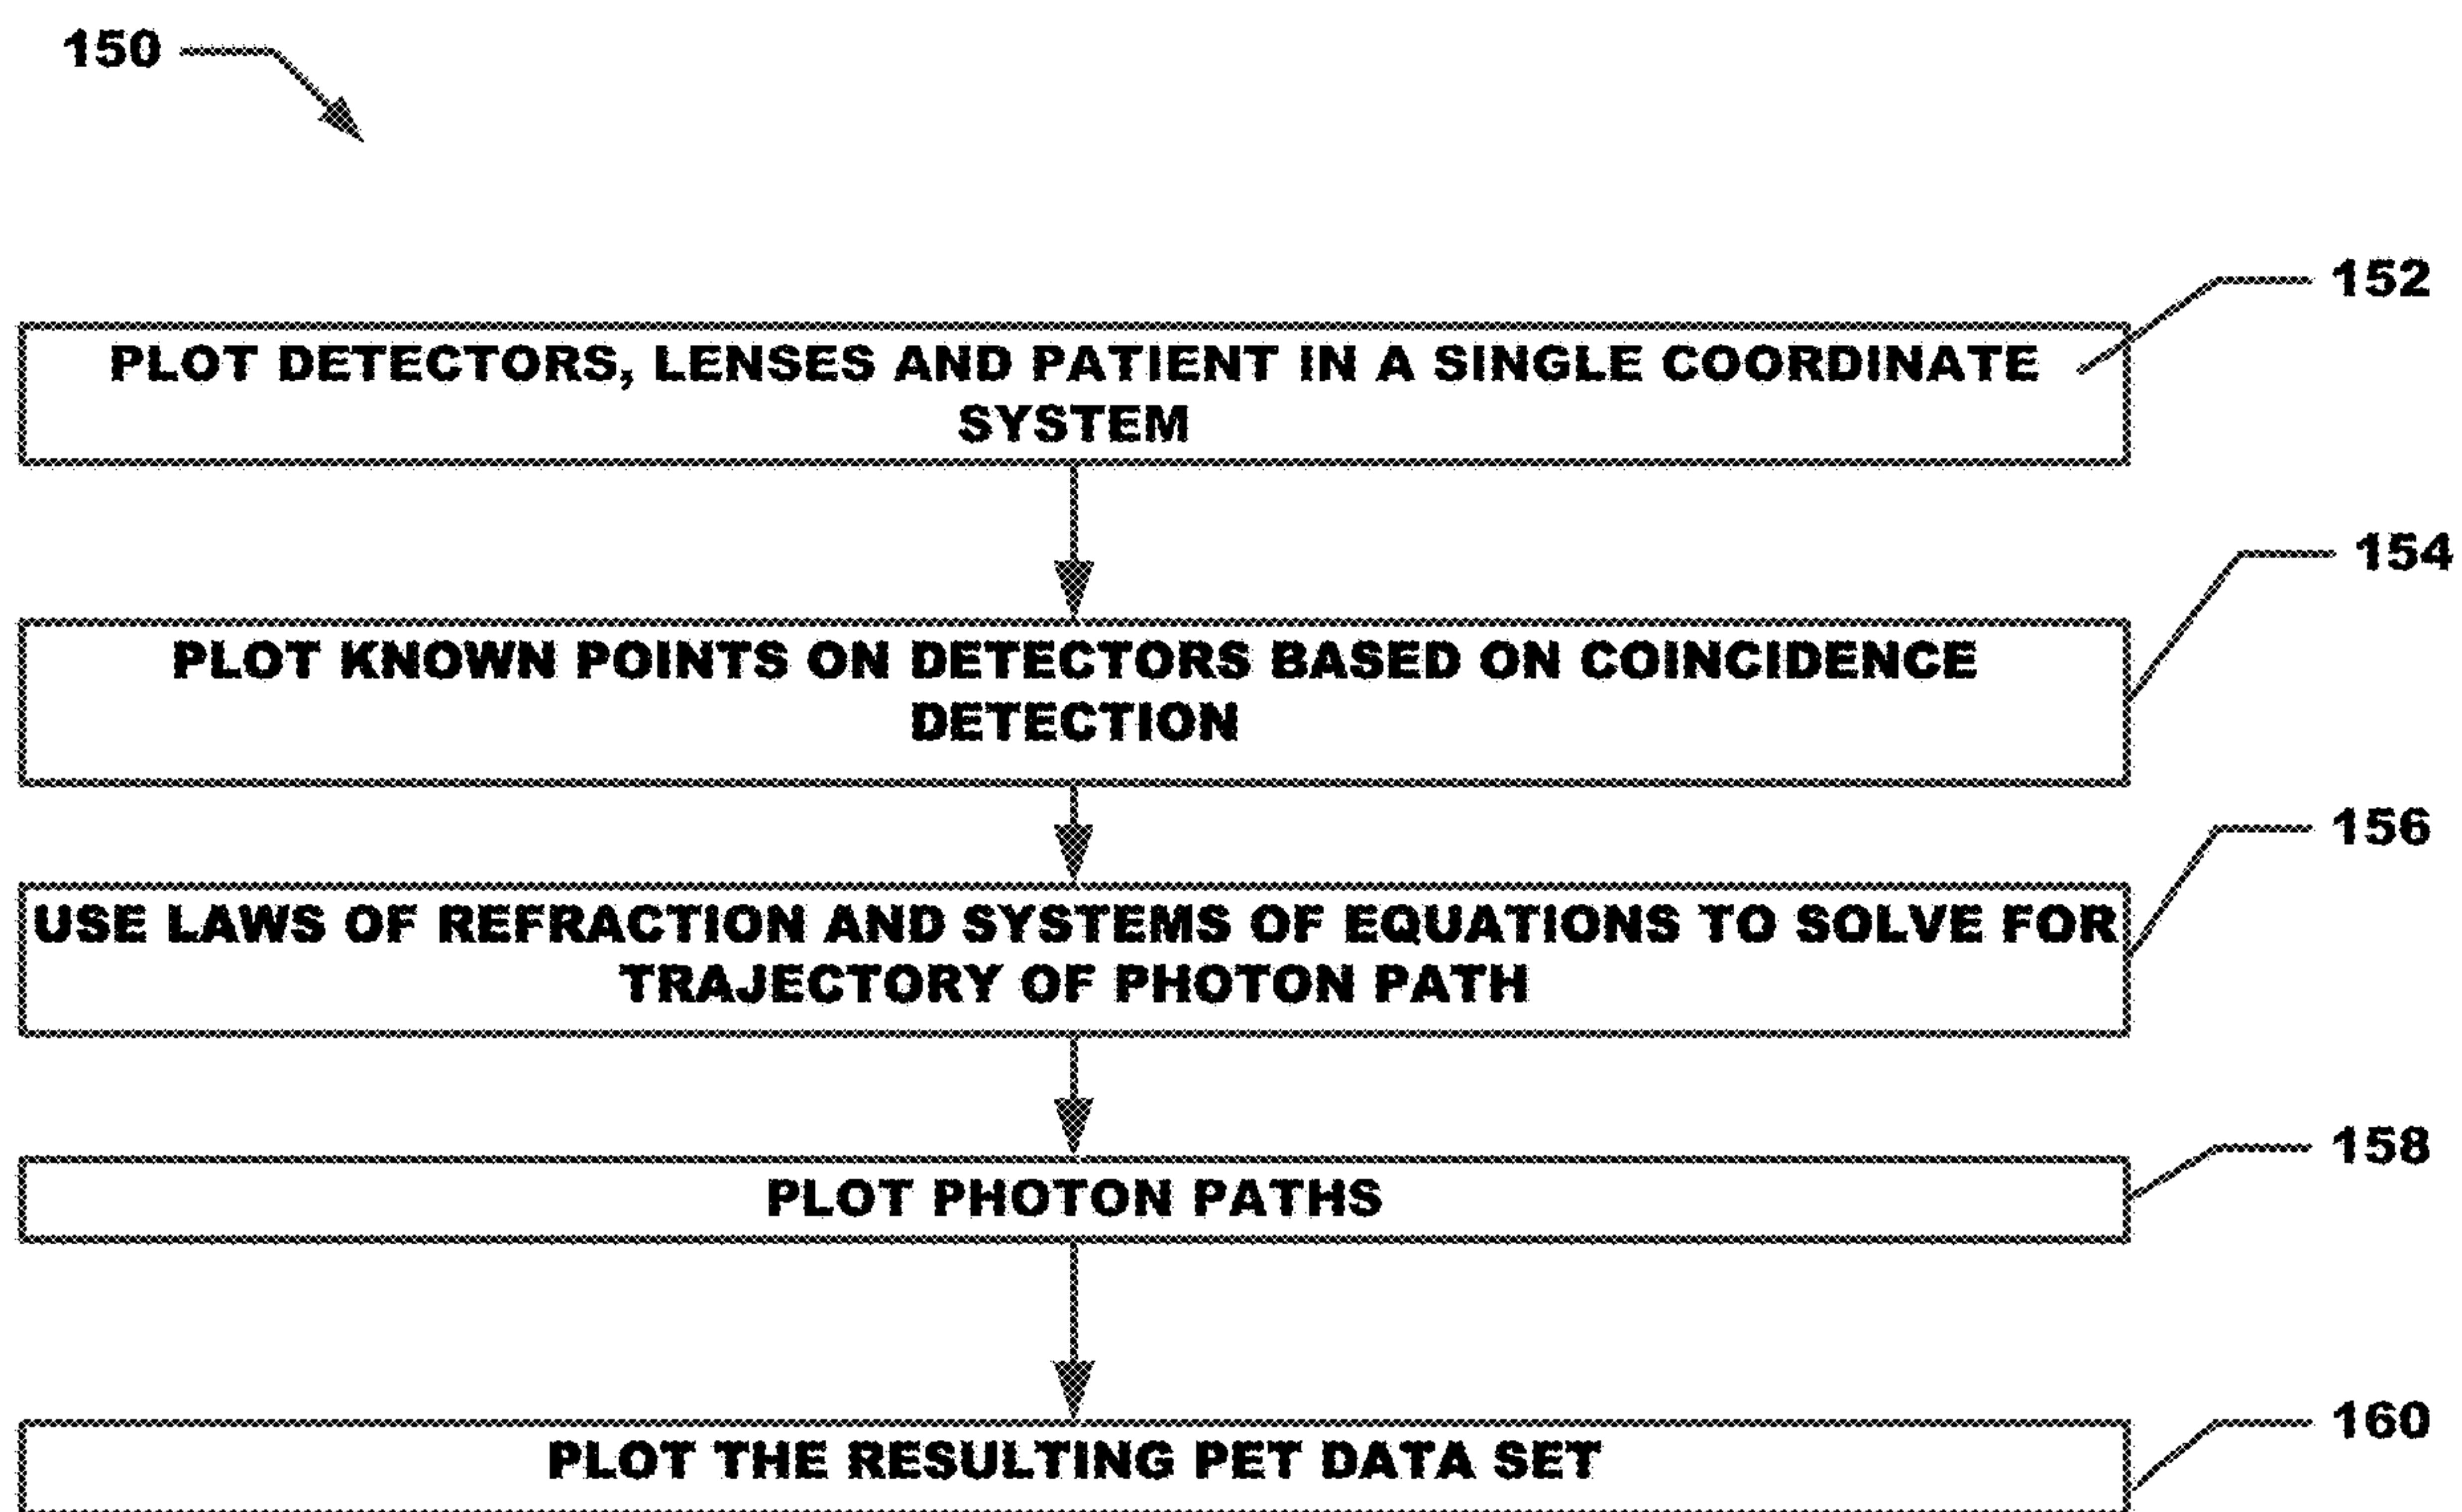 150
152
PLOT DETECTORS, LENSES AND PATIENT IN A SINGLE COORDINATE
SYSTEM
154
PLOT KNOWN POINTS ON DETECTORS BASED ON COINCIDENCE
DETECTION
156
USE LAWS OF REFRACTION AND SYSTEMS OF EQUATIONS TO SOLVE FOR
TRAJECTORY OF PHOTON PATH
158
PLOT PHOTON PATHS
160
PLOT THE RESULTING PET DATA SET